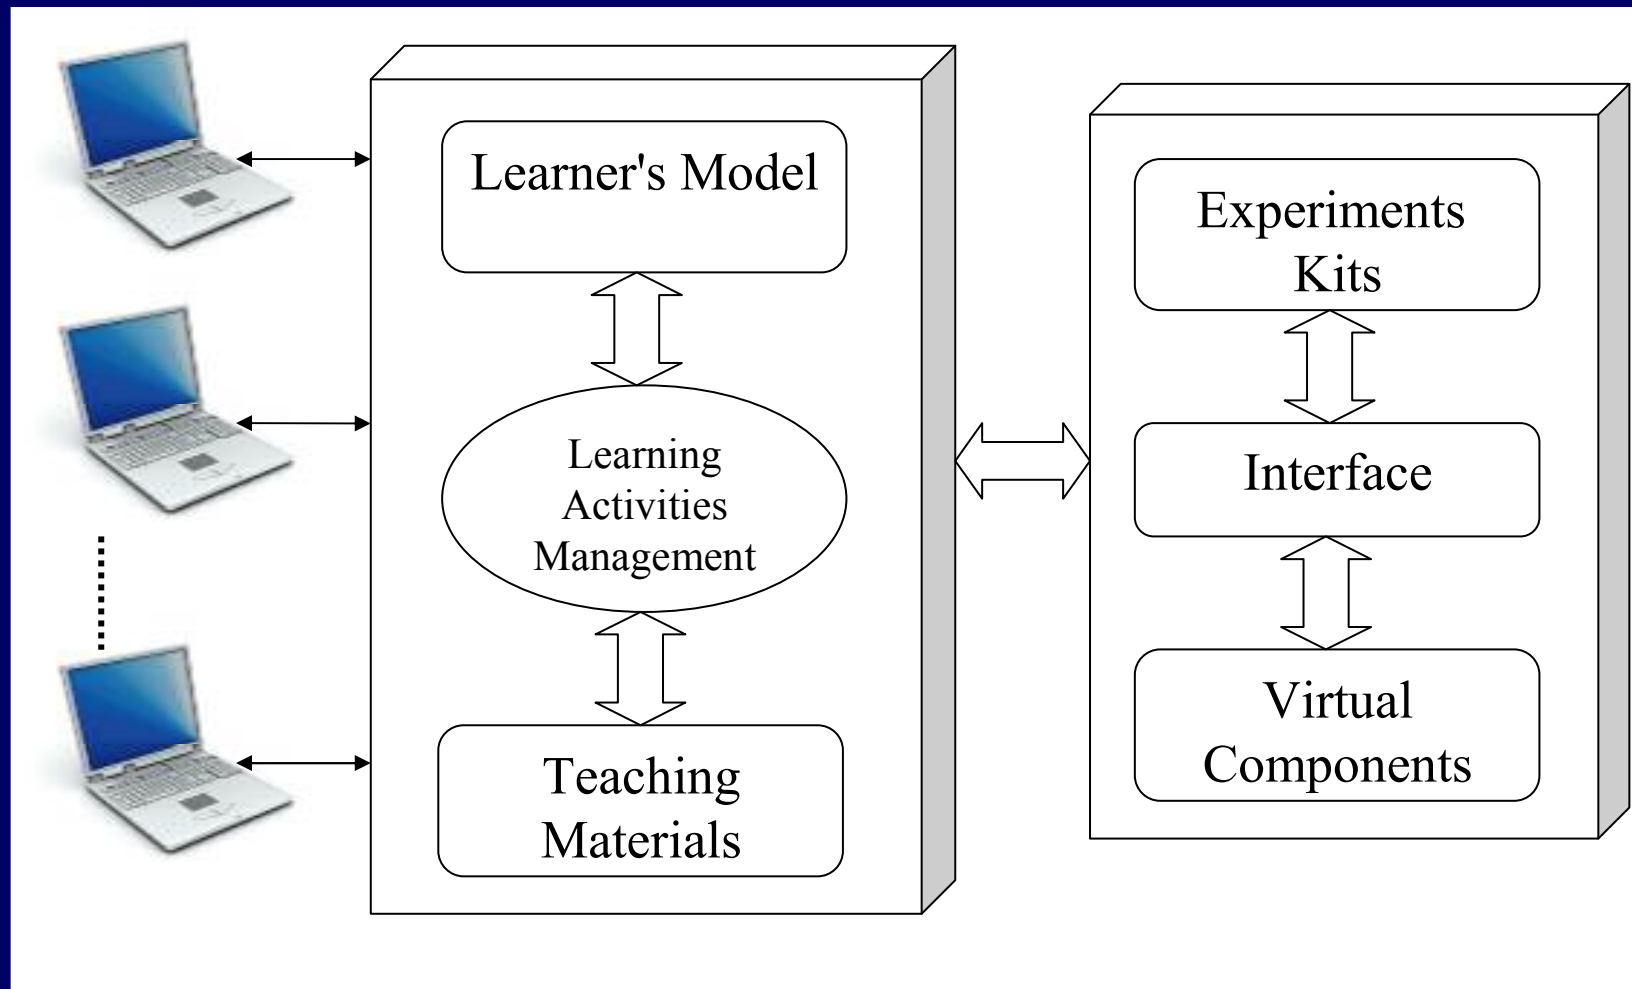 Learner's Model
Learning
Activities
Management
Teaching
Materials
Experiments
Kits
Interface
Virtual
Components